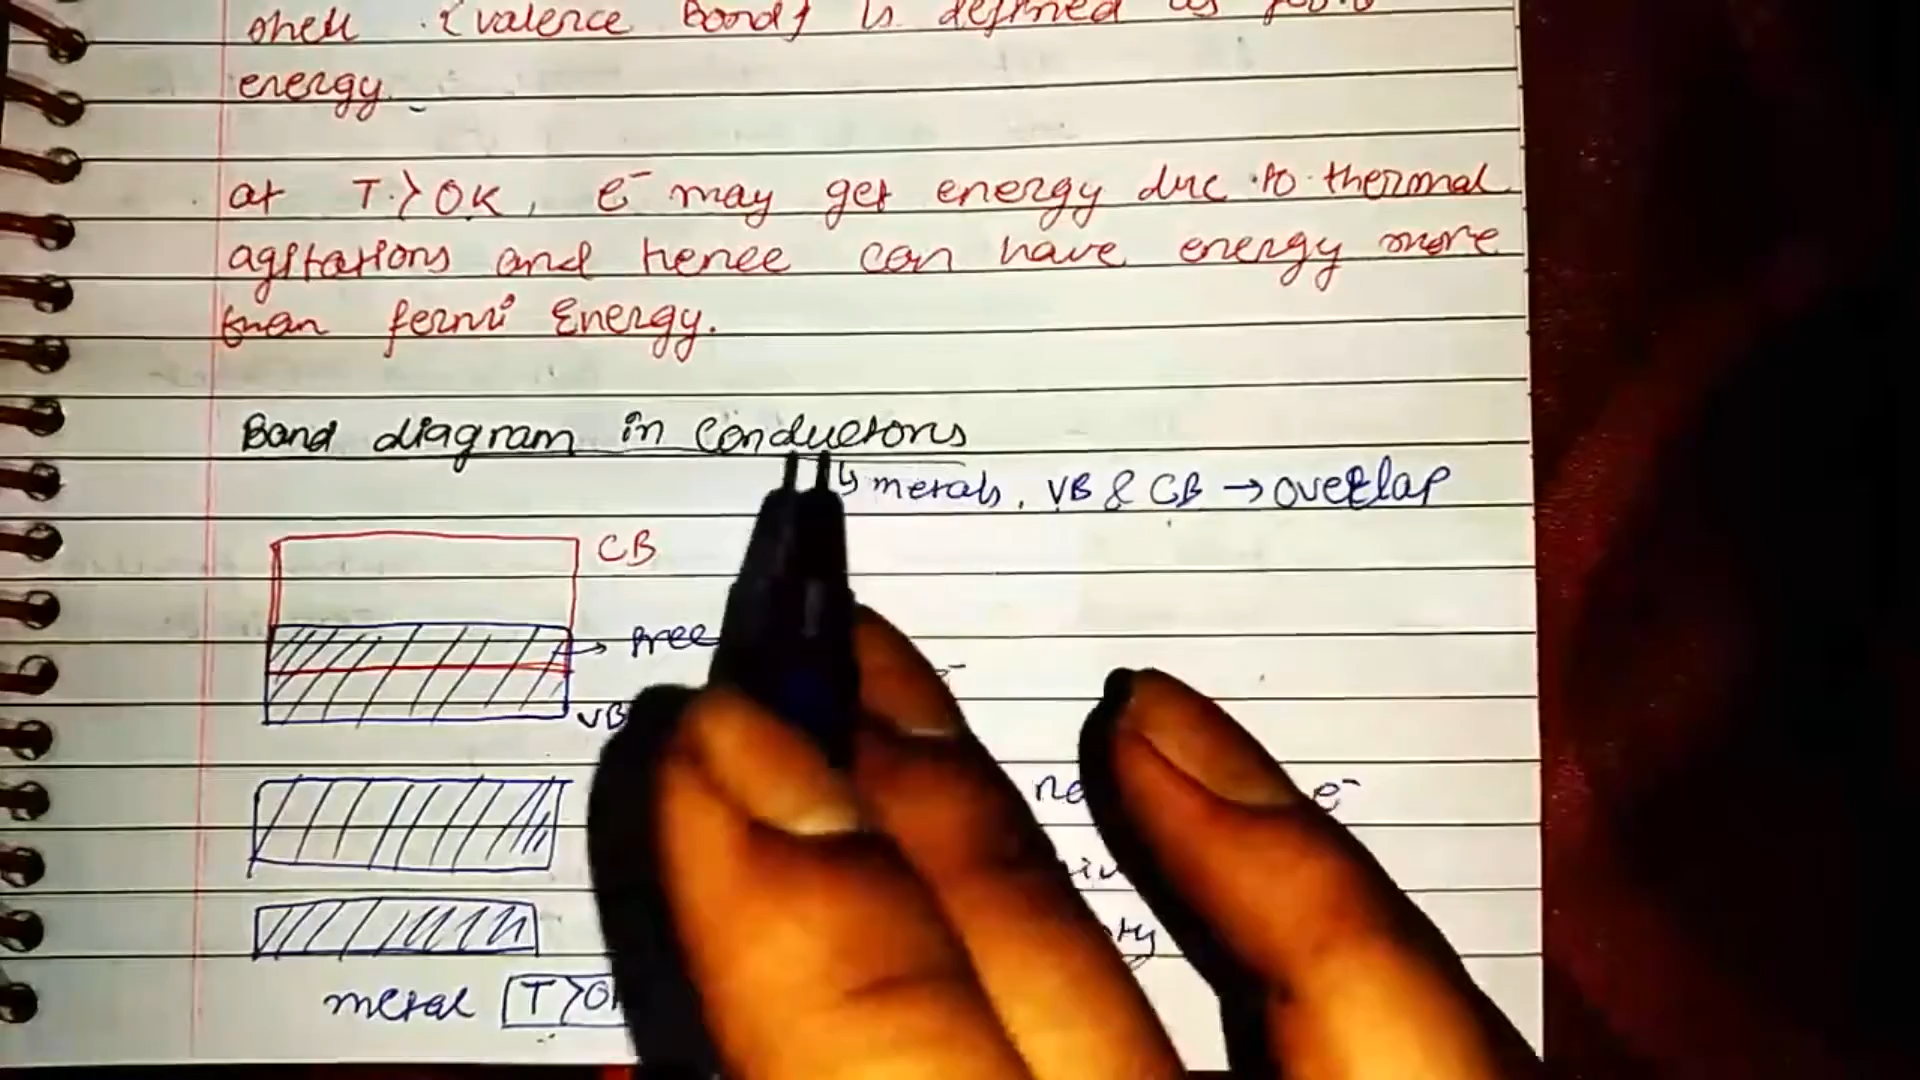 shell {valence Band} is defined as
energy.
at T > 0K, e⁻ may get energy due to thermal
agitations and hence can have energy more
than fermi Energy.
Band diagram in conductors
↳ metals, VB & CB → overlap
CB
→ free
e⁻
VB
e⁻
metal T>0